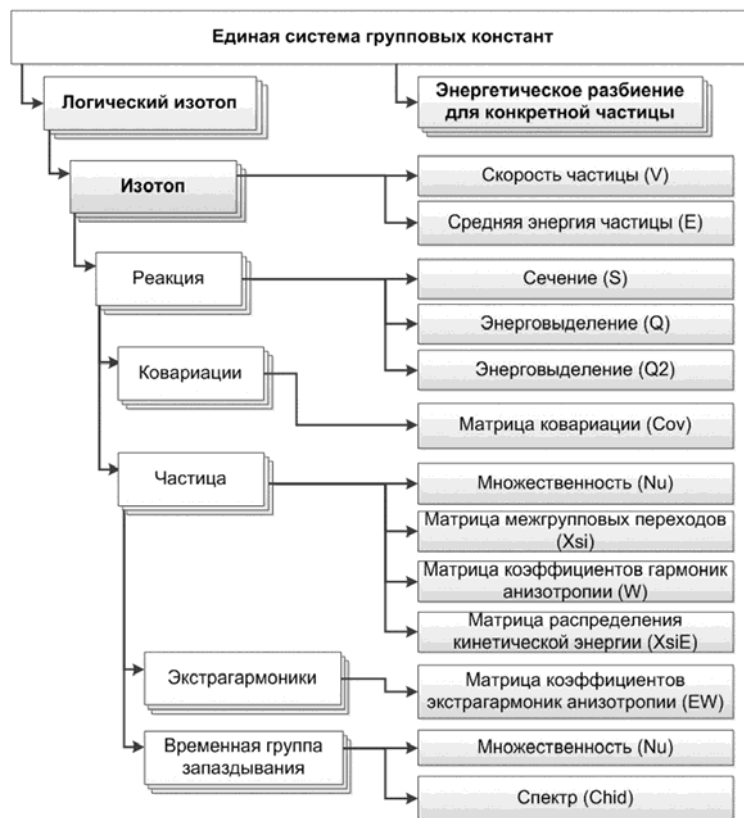 Единая система групповых констант
Логический изотоп
Энергетическое разбиение
для конкретной частицы
Изотоп
Скорость частицы (V)
Средняя энергия частицы (E)
Реакция
Сечение (S)
Энерговыделение (Q)
Энерговыделение (Q2)
Ковариации
Матрица ковариации (Cov)
Частица
Множественность (Nu)
Матрица межгрупповых переходов
(Xsi)
Матрица коэффициентов гармоник
анизотропии (W)
Матрица распределения
кинетической энергии (XsiE)
Экстрагармоники
Матрица коэффициентов
экстрагармоник анизотропии (EW)
Временная группа
запаздывания
Множественность (Nu)
Спектр (Chid)